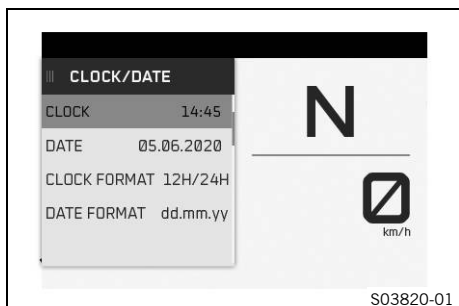 CLOCK/DATE
CLOCK 14:45
DATE 05.06.2020
CLOCK FORMAT 12H/24H
DATE FORMAT dd.mm.yy
N
0
km/h
S03820-01